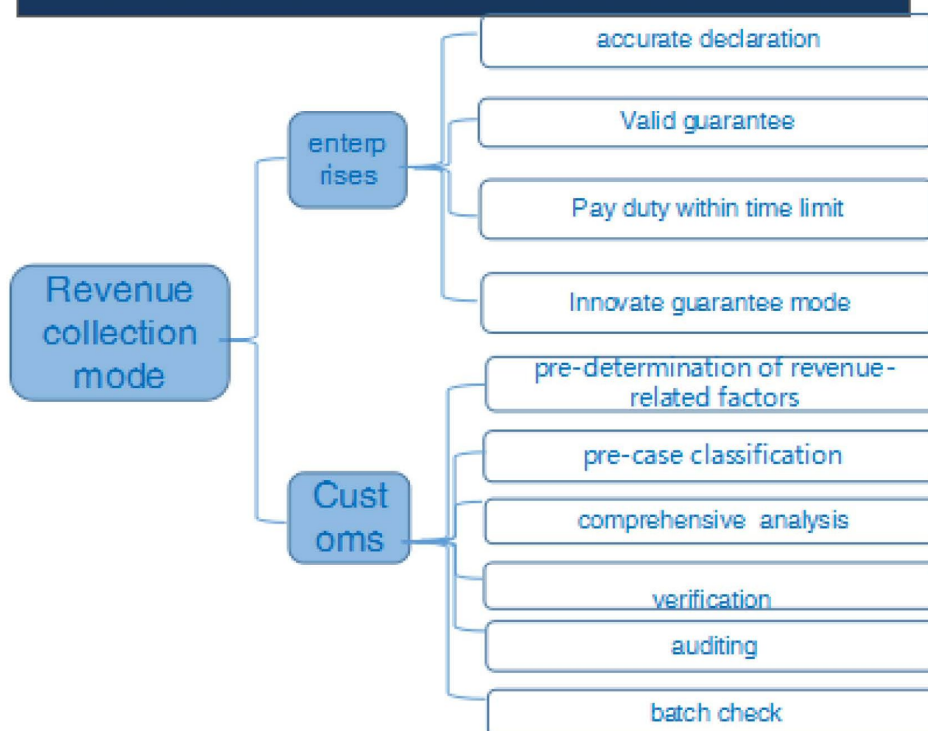 accurate declaration
Valid guarantee
enterp
rises
Pay duty within time limit
Innovate guarantee mode
Revenue
collection
mode
pre-determination of revenue-
related factors
pre-case classification
Cust
oms
comprehensive analysis
verification
auditing
batch check